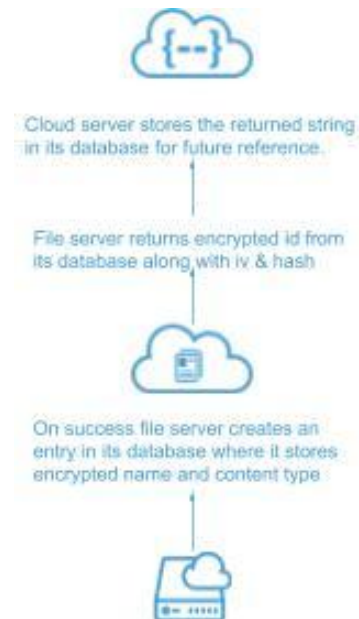 {--}
Cloud server stores the returned string
in its database for future reference.
File server returns encrypted id from
its database along with iv & hash
On success file server creates an
entry in its database where it stores
encrypted name and content type